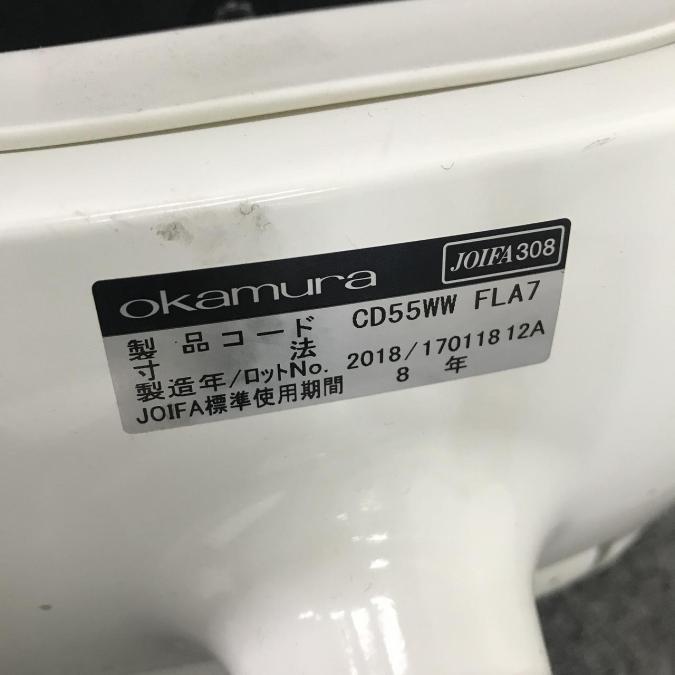 okamura JOIFA308
製品コード CD55WW FLA7
寸法
製造年/ロットNo. 2018/17011812A
JOIFA標準使用期間 8 年